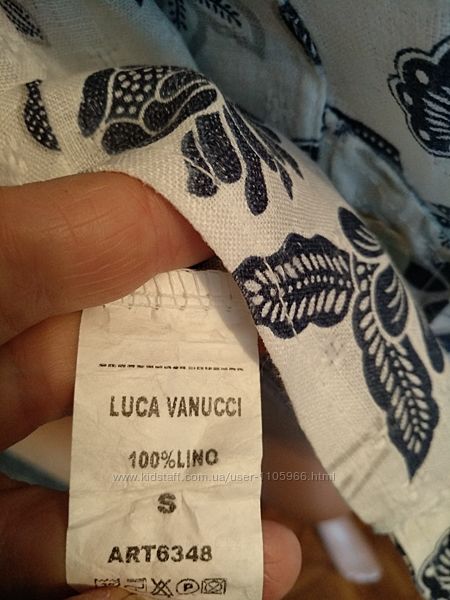 LUCA VANUCCI
100%LINO
www.kidstaff.com.ua/user-1105966.html
S
ART6348